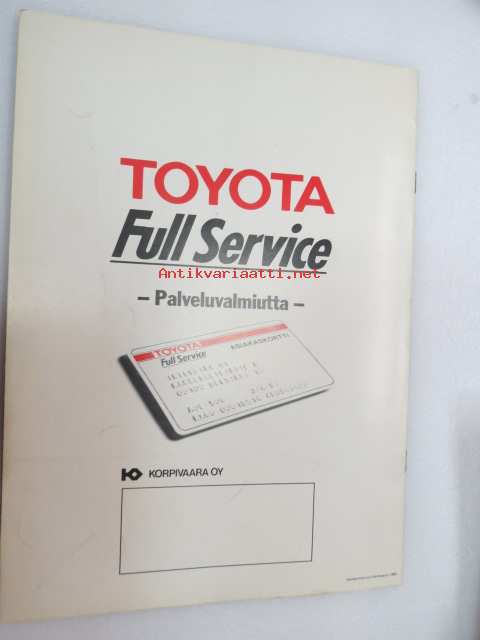 TOYOTA
Full Service
Antikvariaatti.net
– Palveluvalmiutta –
TOYOTA
Full Service
ASIAKASKORTTI
KORPIVAARA OY